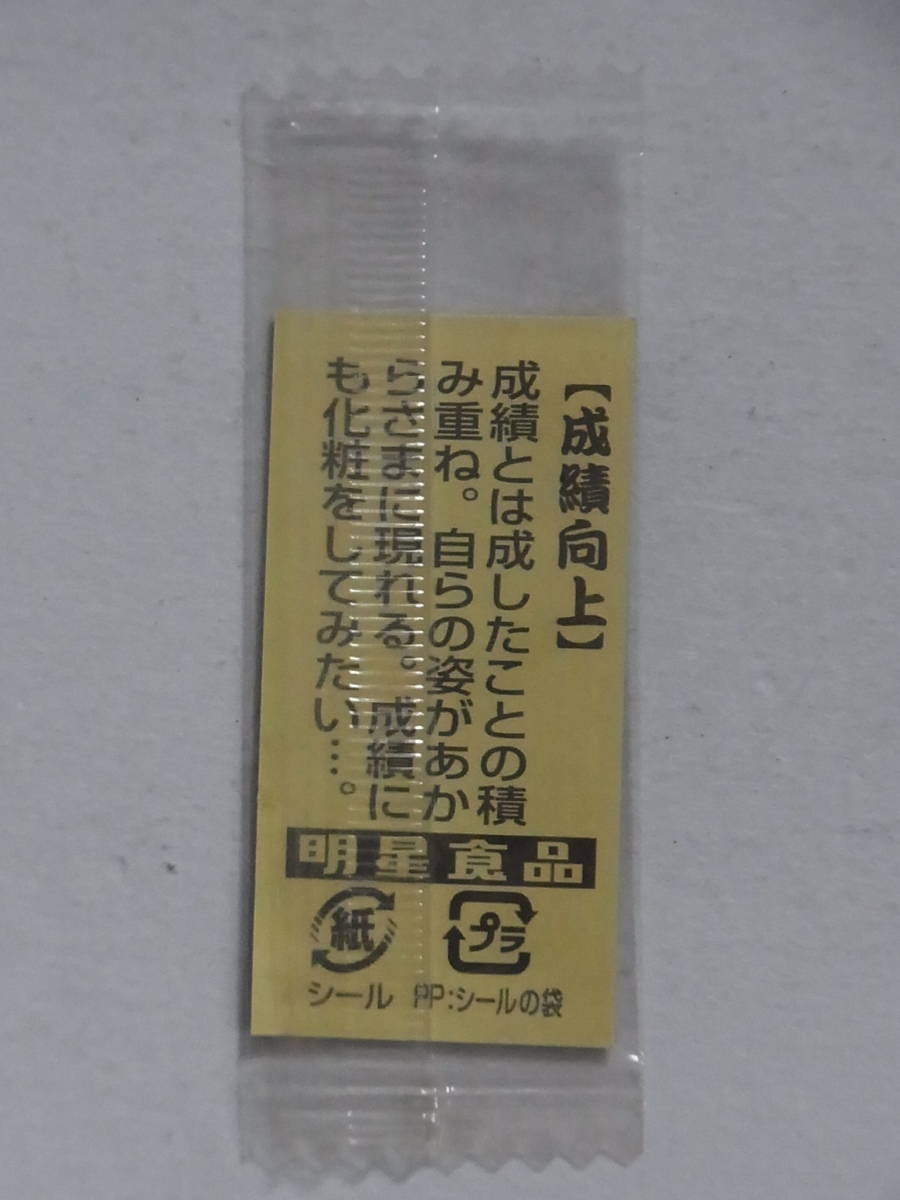 【成績向上】
成績とは成したことの積
み重ね。自らの姿があか
らさまに現れる。成績に
も化粧をしてみたい…。
明星食品
紙
プラ
シール
PP:シールの袋